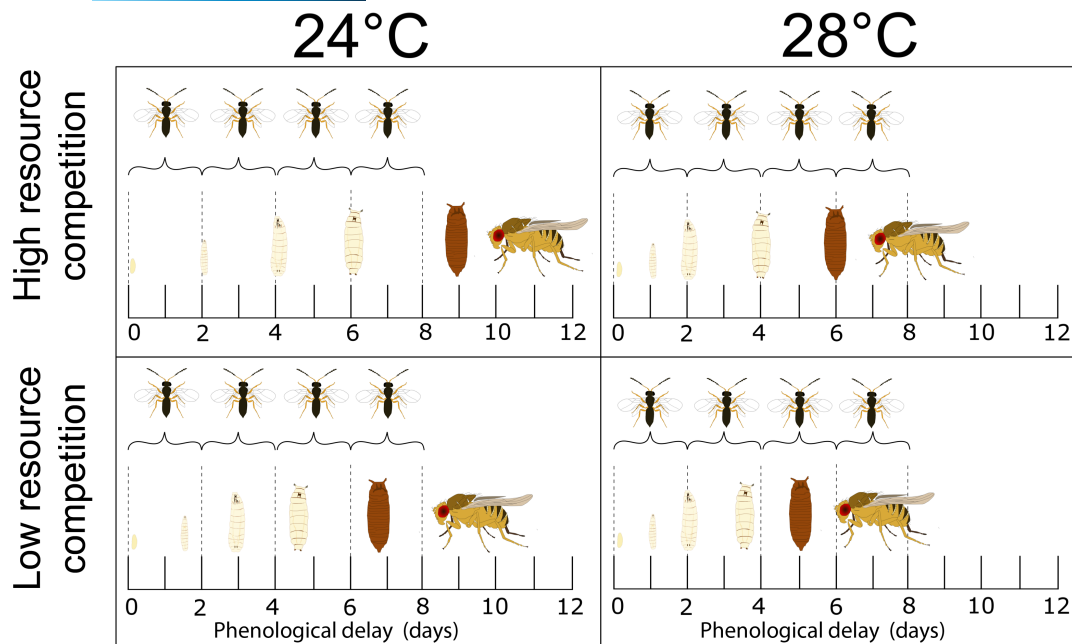 24°C
28°C
High resource
competition
0 2 4 6 8 10 12
0 2 4 6 8 10 12
Low resource
competition
0 2 4 6 8 10 12
Phenological delay (days)
0 2 4 6 8 10 12
Phenological delay (days)